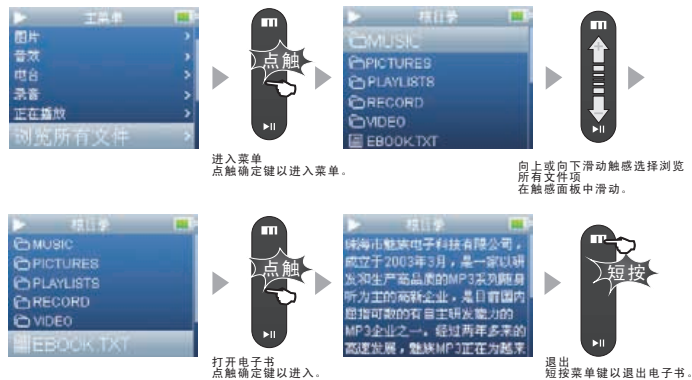 主菜单
图片
音效
电台
录音
正在播放
浏览所有文件
点触
进入菜单
点触确定键以进入菜单。
根目录
MUSIC
PICTURES
PLAYLISTS
RECORD
VIDEO
EBOOK.TXT
向上或向下滑动触感选择浏览
所有文件项
在触感面板中滑动。
根目录
MUSIC
PICTURES
PLAYLISTS
RECORD
VIDEO
EBOOK.TXT
点触
打开电子书
点触确定键以进入。
根目录
珠海市魅族电子科技有限公司，
成立于2003年3月，是一家以研
发和生产高品质的MP3系列随身
听为主的高新企业，是目前国内
屈指可数的有自主研发能力的
MP3企业之一。经过两年多来的
高速发展，魅族MP3正在为越来
短按
退出
短按菜单键以退出电子书。